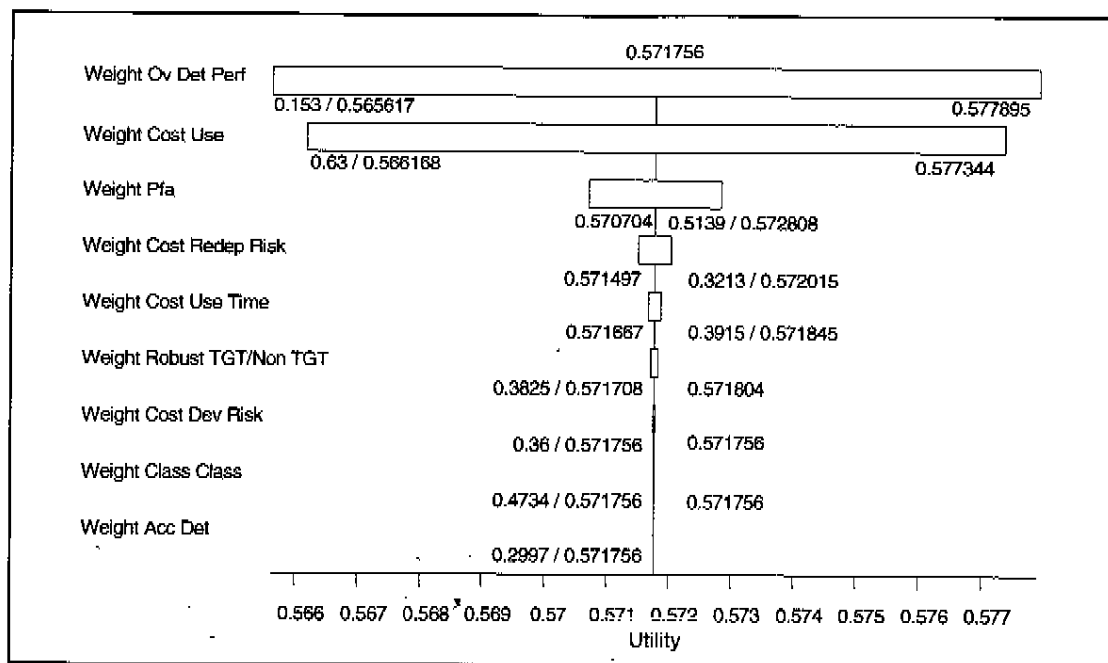 0.571756
Weight Ov Det Perf
0.153 / 0.565617 0.577895
Weight Cost Use
0.63 / 0.566168 0.577344
Weight Pfa
0.570704 0.5139 / 0.572808
Weight Cost Redep Risk
0.571497 0.3213 / 0.572015
Weight Cost Use Time
0.571667 0.3915 / 0.571845
Weight Robust TGT/Non TGT
0.3825 / 0.571708 0.571804
Weight Cost Dev Risk
0.36 / 0.571756 0.571756
Weight Class Class
0.4734 / 0.571756 0.571756
Weight Acc Det
0.2997 / 0.571756
0.566 0.567 0.568 0.569 0.57 0.571 0.572 0.573 0.574 0.575 0.576 0.577
Utility